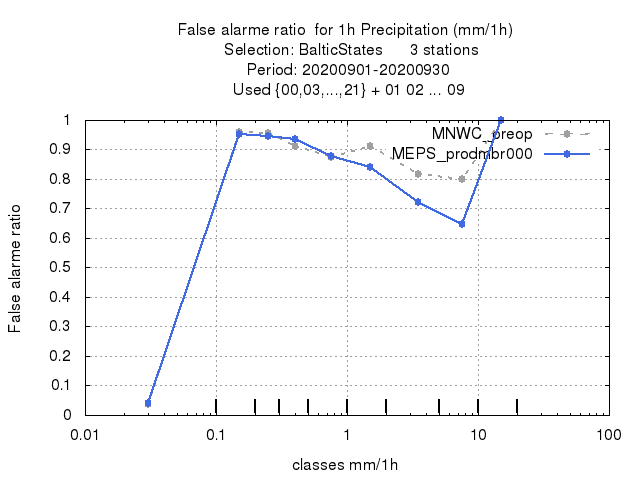 False alarme ratio  for 1h Precipitation (mm/1h)
Selection: BalticStates      3 stations
Period: 20200901-20200930
Used {00,03,...,21} + 01 02 ... 09
MNWC_preop
MEPS_prodmbr000
1
0.9
0.8
0.7
0.6
0.5
0.4
0.3
0.2
0.1
0
False alarme ratio
0.01
0.1
1
10
100
classes mm/1h